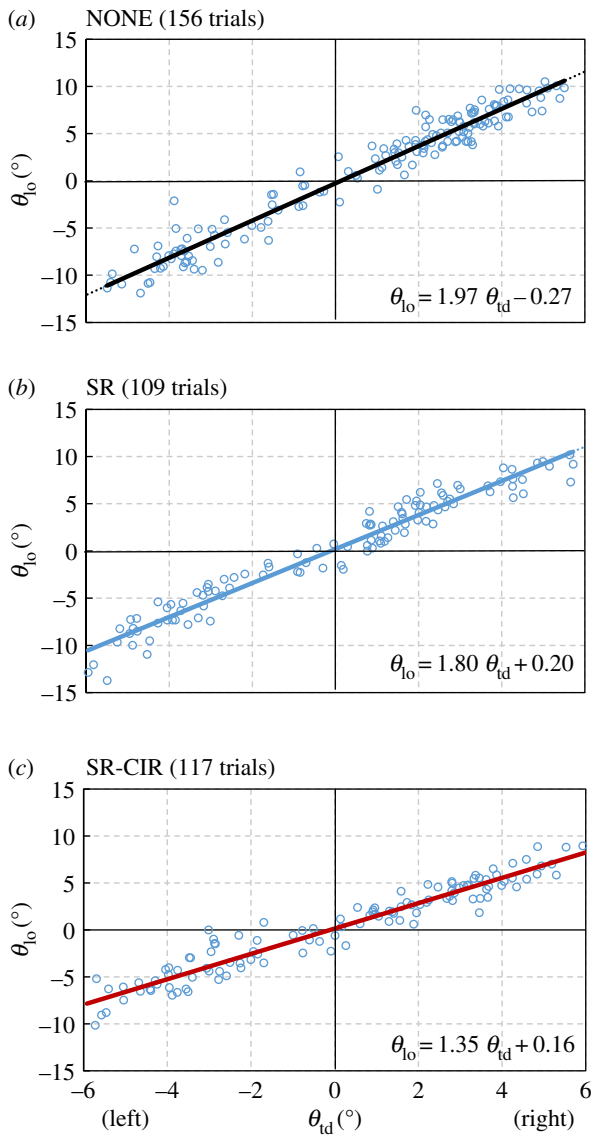 (a) NONE (156 trials)
15
10
5
0
−5
−10
−15
θlo (°)
θlo = 1.97 θtd − 0.27
(b) SR (109 trials)
15
10
5
0
−5
−10
−15
θlo (°)
θlo = 1.80 θtd + 0.20
(c) SR-CIR (117 trials)
15
10
5
0
−5
−10
−15
θlo (°)
θlo = 1.35 θtd + 0.16
−6 −4 −2 0 2 4 6
(left) θtd (°) (right)